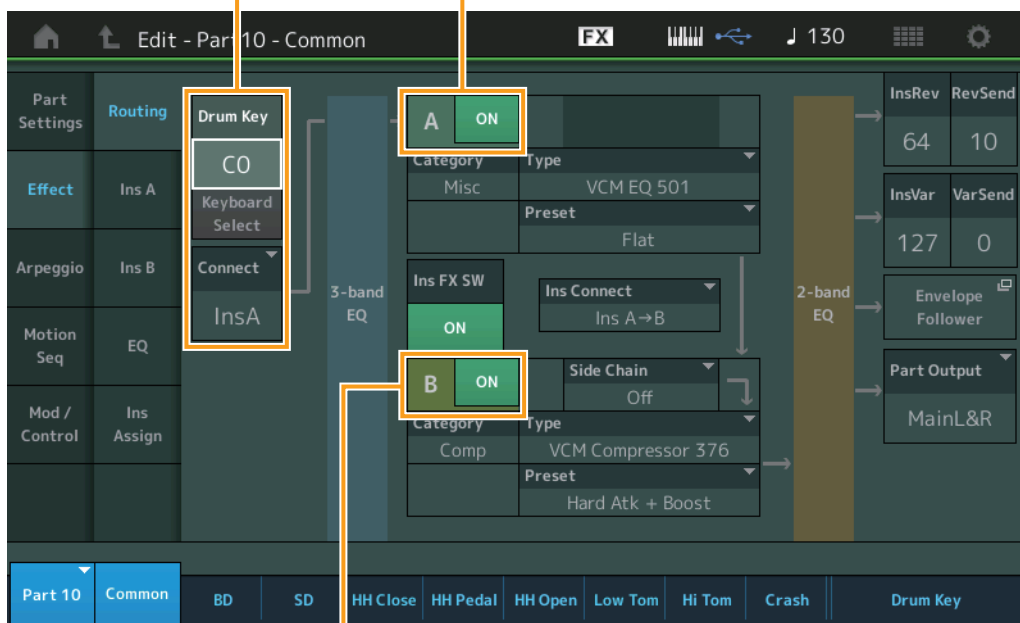 Edit - Part10 - Common
FX
♩ 130
Part
Settings
Effect
Arpeggio
Motion
Seq
Mod /
Control
Routing
Ins A
Ins B
EQ
Ins
Assign
Drum Key
C0
Keyboard
Select
Connect
InsA
3-band
EQ
A ON
Category
Misc
Type
VCM EQ 501
Preset
Flat
Ins FX SW
ON
Ins Connect
Ins A→B
B ON
Side Chain
Off
Category
Comp
Type
VCM Compressor 376
Preset
Hard Atk + Boost
2-band
EQ
InsRev RevSend
64 10
InsVar VarSend
127 0
Envelope
Follower
Part Output
MainL&R
Part 10 Common BD SD HH Close HH Pedal HH Open Low Tom Hi Tom Crash Drum Key